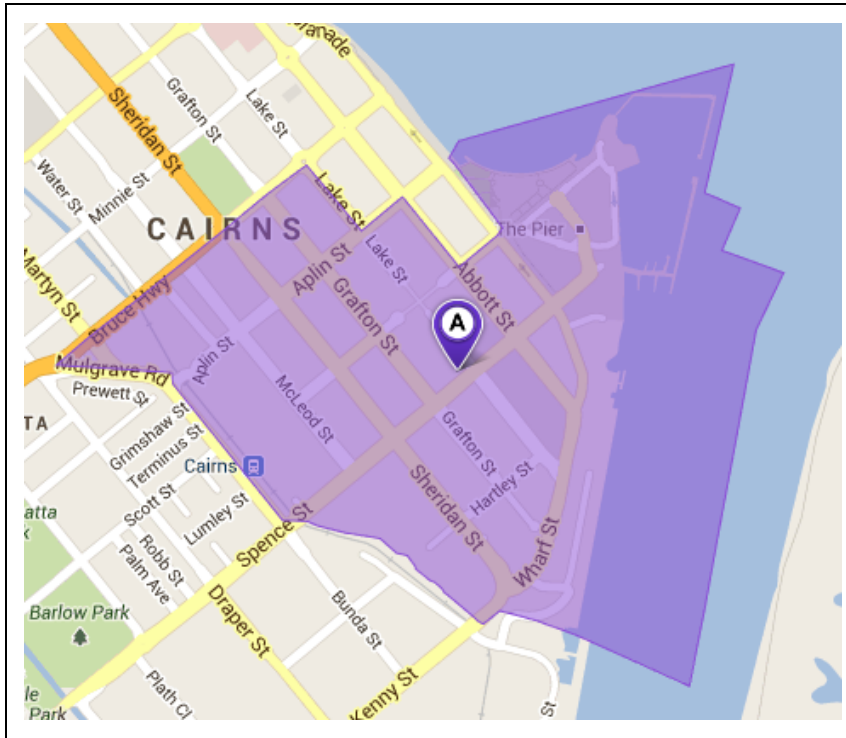 Esplanade
Sheridan St
Grafton St
Lake St
Water St
Minnie St
Lake St
CAIRNS
The Pier
Martyn St
Bruce Hwy
Aplin St
Lake St
Abbott St
Grafton St
A
Mulgrave Rd
Aplin St
Prewett St
McLeod St
TA
Grimshaw St
Terminus St
Grafton St
Cairns
Scott St
Hartley St
Lumley St
Sheridan St
Spence St
Wharf St
atta
k
Robb St
Palm Ave
Draper St
Barlow Park
Bunda St
Plath Cl
Kenny St
St
le
Park